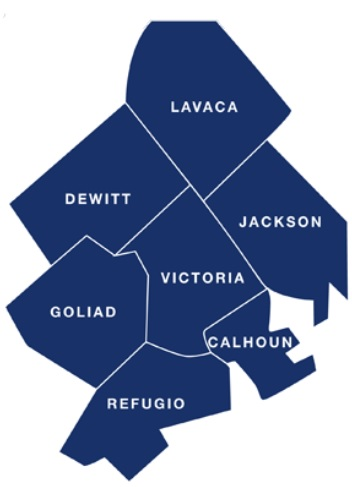 LAVACA
DEWITT
JACKSON
VICTORIA
GOLIAD
CALHOUN
REFUGIO